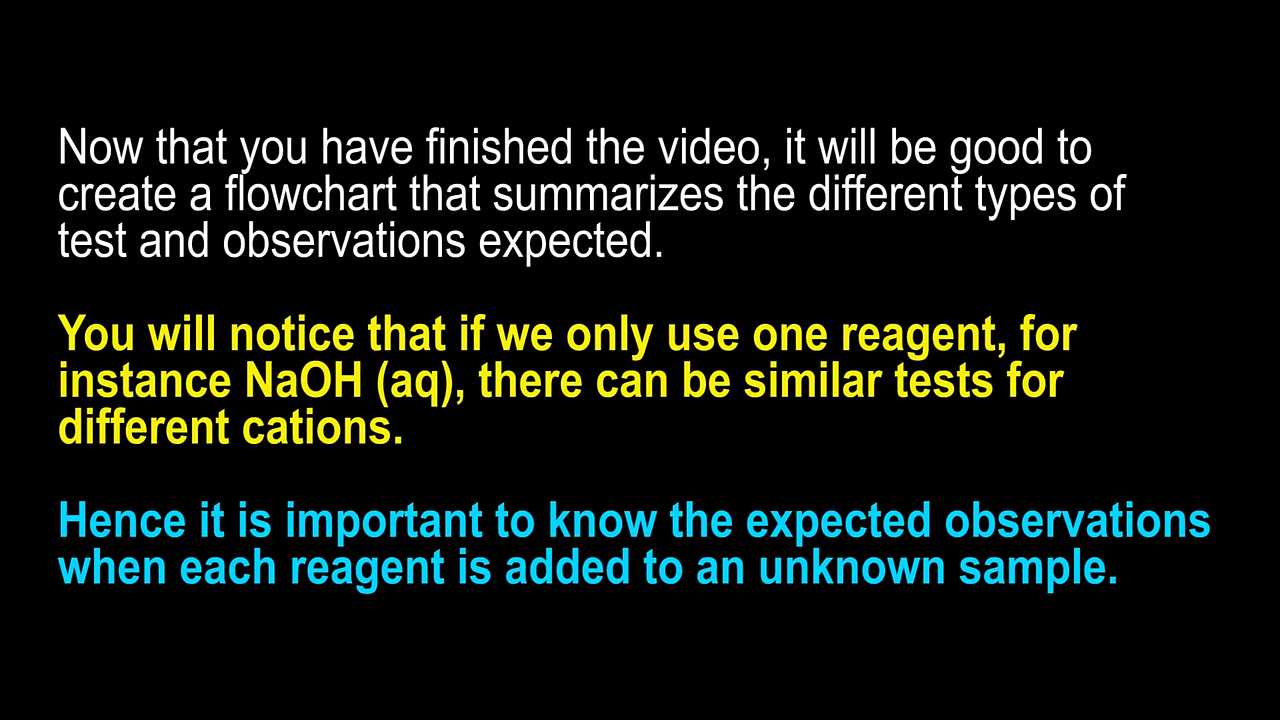 Now that you have finished the video, it will be good to
create a flowchart that summarizes the different types of
test and observations expected.
You will notice that if we only use one reagent, for
instance NaOH (aq), there can be similar tests for
different cations.
Hence it is important to know the expected observations
when each reagent is added to an unknown sample.